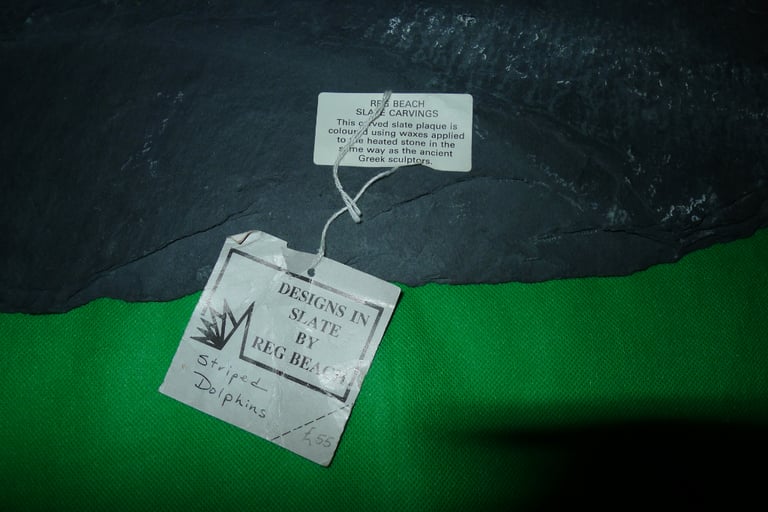 REG BEACH
SLATE CARVINGS
This carved slate plaque is
coloured using waxes applied
to the heated stone in the
same way as the ancient
Greek sculptors.
DESIGNS IN
SLATE
BY
REG BEACH
Striped
Dolphins
£55